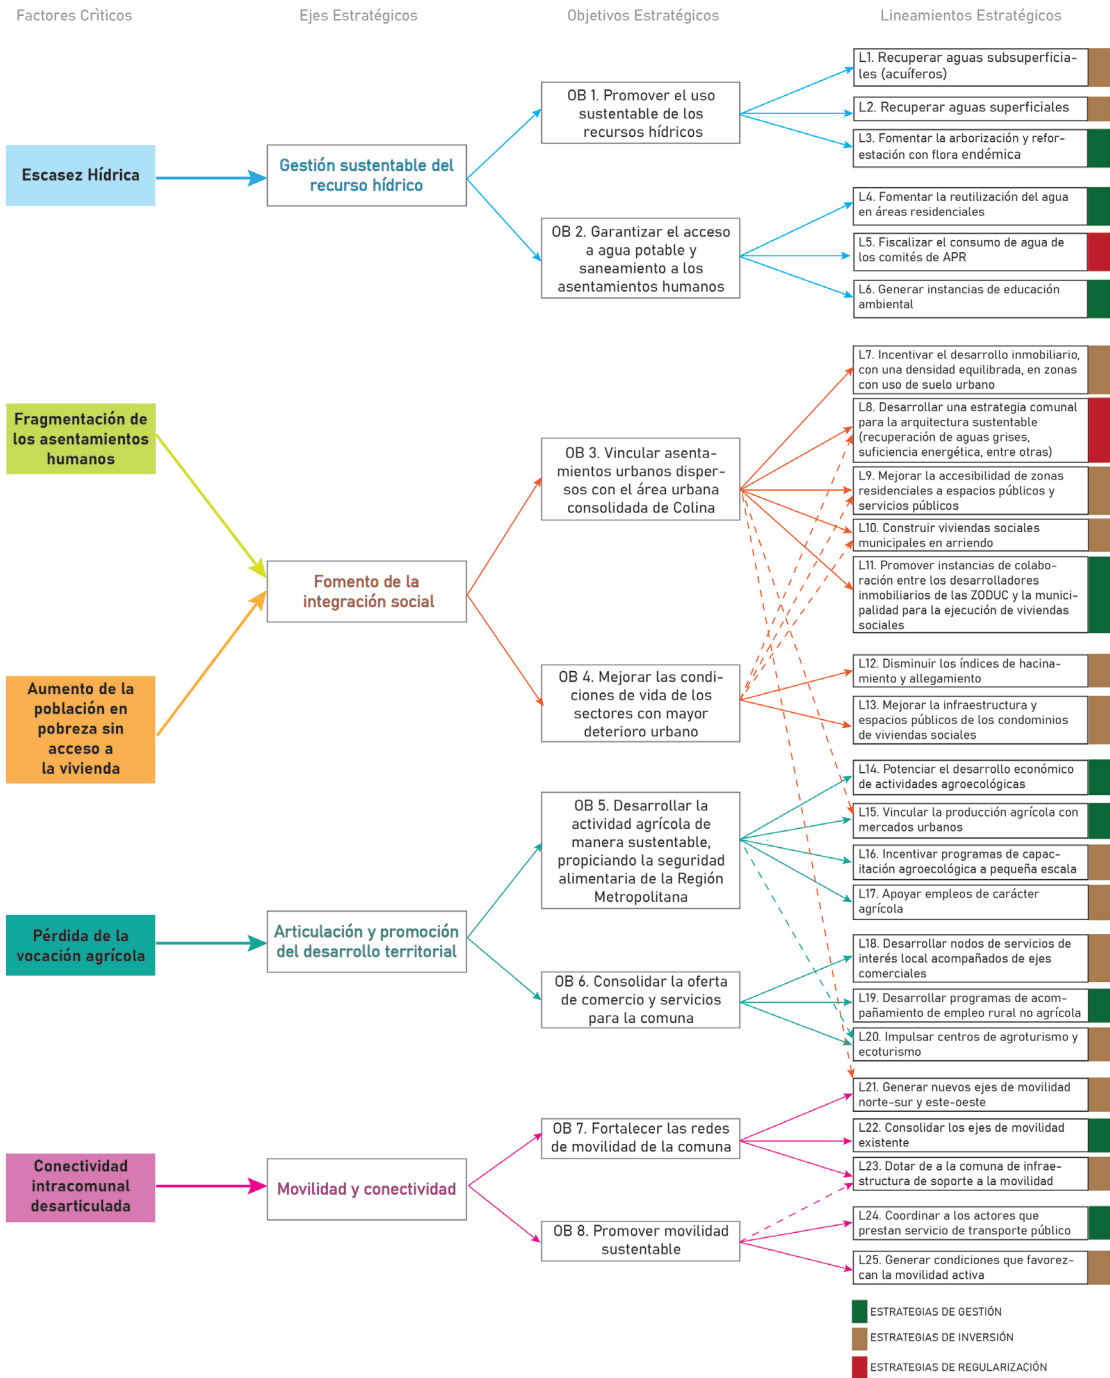 Factores Crìticos
Ejes Estratégicos
Objetivos Estratégicos
Lineamientos Estratégicos
Escasez Hídrica
Gestión sustentable del
recurso hídrico
OB 1. Promover el uso
sustentable de los
recursos hídricos
OB 2. Garantizar el acceso
a agua potable y
saneamiento a los
asentamientos humanos
L1. Recuperar aguas subsuperficia-
les (acuíferos)
L2. Recuperar aguas superficiales
L3. Fomentar la arborización y refor-
estación con flora endémica
L4. Fomentar la reutilización del agua
en áreas residenciales
L5. Fiscalizar el consumo de agua de
los comités de APR
L6. Generar instancias de educación
ambiental
Fragmentación de
los asentamientos
humanos
Aumento de la
población en
pobreza sin
acceso a
la vivienda
Fomento de la
integración social
OB 3. Vincular asenta-
mientos urbanos disper-
sos con el área urbana
consolidada de Colina
OB 4. Mejorar las condi-
ciones de vida de los
sectores con mayor
deterioro urbano
L7. Incentivar el desarrollo inmobiliario,
con una densidad equilibrada, en zonas
con uso de suelo urbano
L8. Desarrollar una estrategia comunal
para la arquitectura sustentable
(recuperación de aguas grises,
suficiencia energética, entre otras)
L9. Mejorar la accesibilidad de zonas
residenciales a espacios públicos y
servicios públicos
L10. Construir viviendas sociales
municipales en arriendo
L11. Promover instancias de colabo-
ración entre los desarrolladores
inmobiliarios de las ZODUC y la munici-
palidad para la ejecución de viviendas
sociales
L12. Disminuir los índices de hacina-
miento y allegamiento
L13. Mejorar la infraestructura y
espacios públicos de los condominios
de viviendas sociales
Pérdida de la
vocación agrícola
Articulación y promoción
del desarrollo territorial
OB 5. Desarrollar la
actividad agrícola de
manera sustentable,
propiciando la seguridad
alimentaria de la Región
Metropolitana
OB 6. Consolidar la oferta
de comercio y servicios
para la comuna
L14. Potenciar el desarrollo económico
de actividades agroecológicas
L15. Vincular la producción agrícola con
mercados urbanos
L16. Incentivar programas de capac-
itación agroecológica a pequeña escala
L17. Apoyar empleos de carácter
agrícola
L18. Desarrollar nodos de servicios de
interés local acompañados de ejes
comerciales
L19. Desarrollar programas de acom-
pañamiento de empleo rural no agrícola
L20. Impulsar centros de agroturismo y
ecoturismo
Conectividad
intracomunal
desarticulada
Movilidad y conectividad
OB 7. Fortalecer las redes
de movilidad de la comuna
OB 8. Promover movilidad
sustentable
L21. Generar nuevos ejes de movilidad
norte-sur y este-oeste
L22. Consolidar los ejes de movilidad
existente
L23. Dotar de a la comuna de infrae-
structura de soporte a la movilidad
L24. Coordinar a los actores que
prestan servicio de transporte público
L25. Generar condiciones que favorez-
can la movilidad activa
ESTRATEGIAS DE GESTIÓN
ESTRATEGIAS DE INVERSIÓN
ESTRATEGIAS DE REGULARIZACIÓN